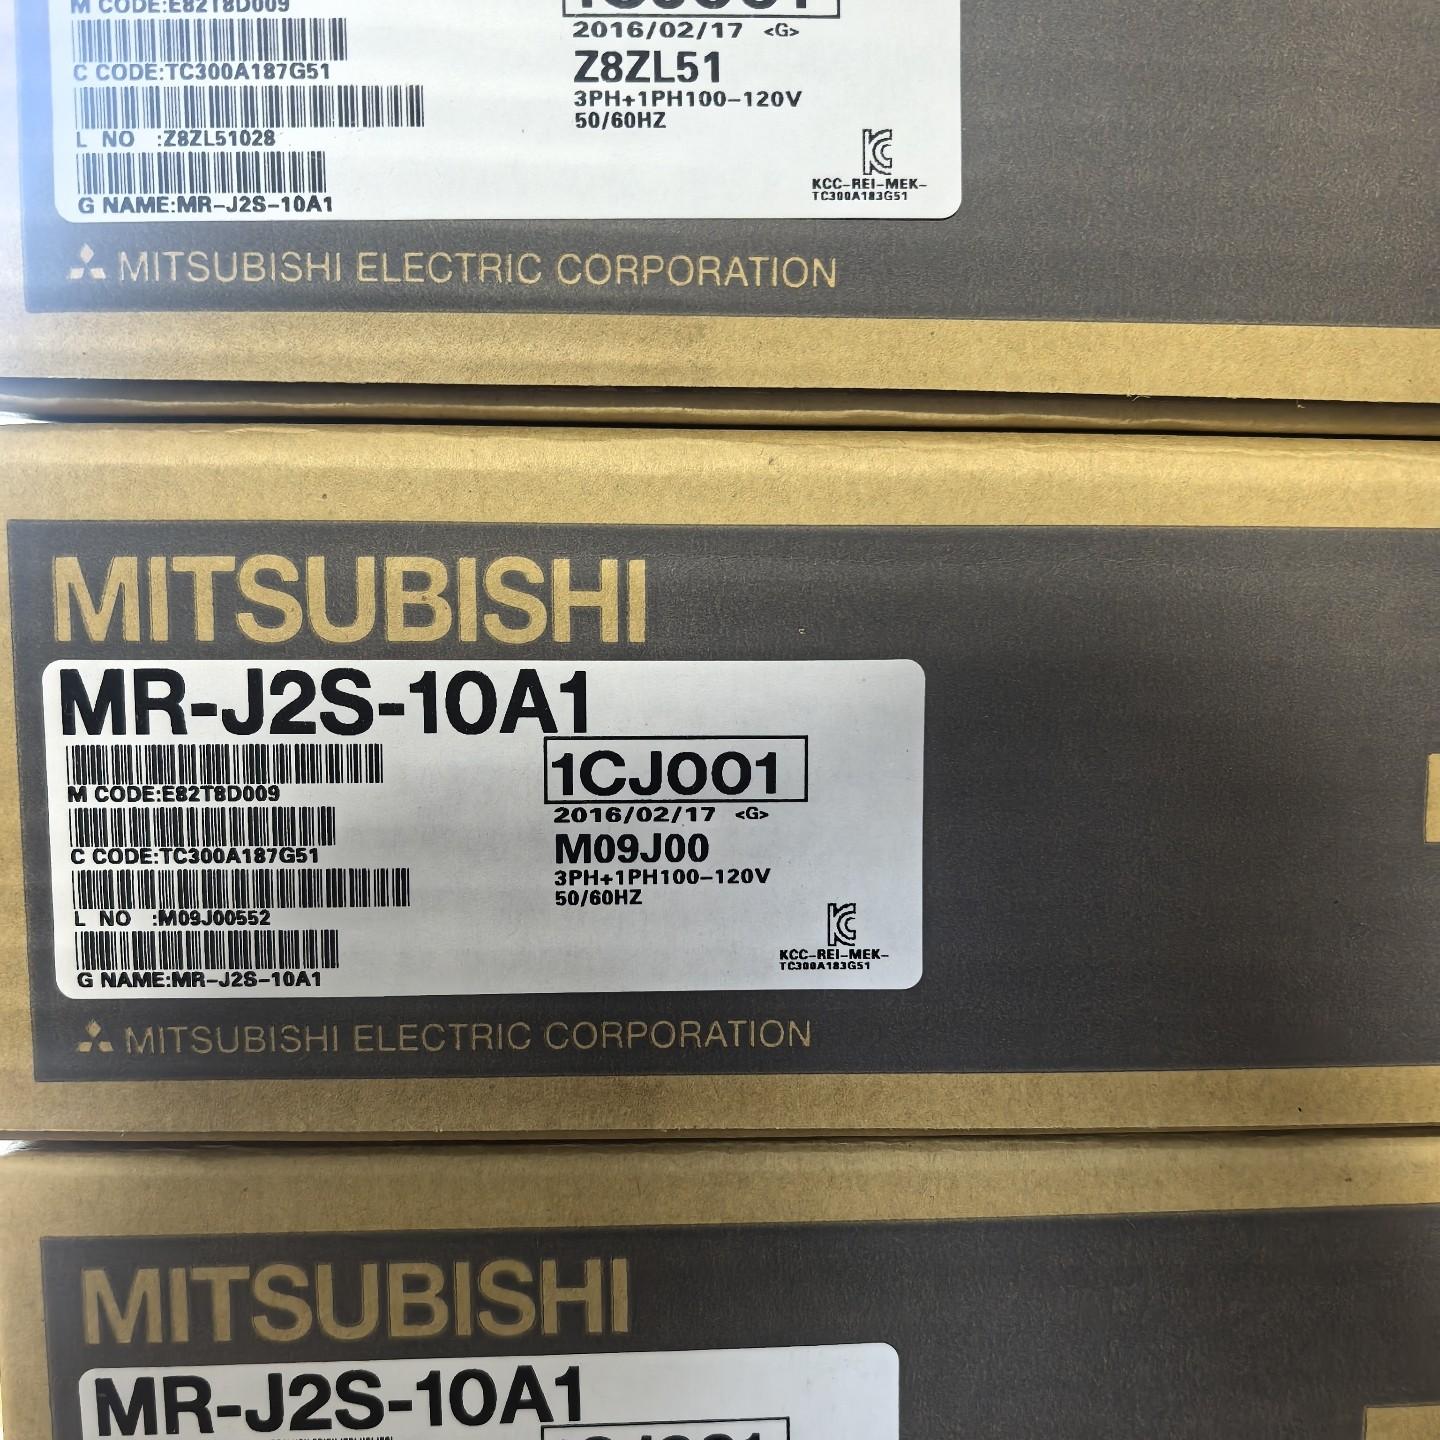 M CODE:E82T8D009
2016/02/17 <G>
C CODE:TC300A187G51
Z8ZL51
3PH+1PH100-120V
50/60HZ
L NO :Z8ZL51028
KCC-REI-MEK-
TC300A183G51
G NAME:MR-J2S-10A1
MITSUBISHI ELECTRIC CORPORATION
MITSUBISHI
MR-J2S-10A1
1CJ001
M CODE:E82T8D009
2016/02/17 <G>
C CODE:TC300A187G51
M09J00
3PH+1PH100-120V
50/60HZ
L NO :M09J00552
KCC-REI-MEK-
TC300A183G51
G NAME:MR-J2S-10A1
MITSUBISHI ELECTRIC CORPORATION
MITSUBISHI
MR-J2S-10A1